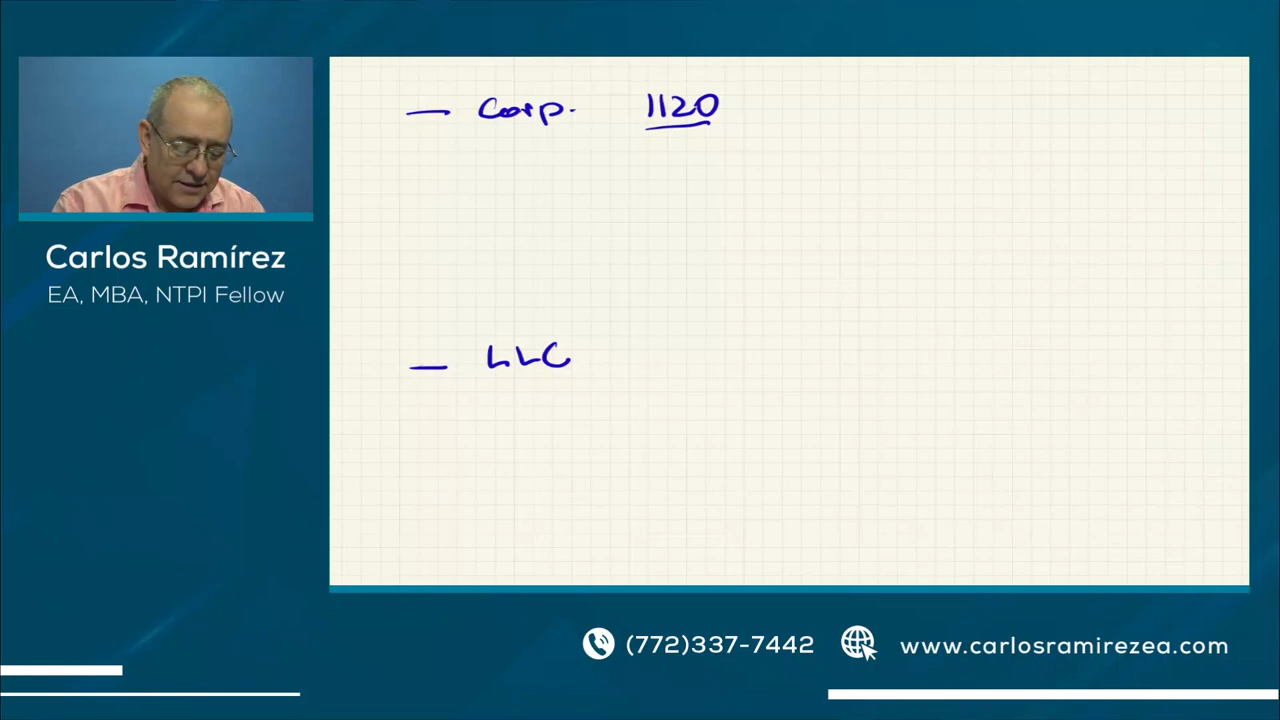 — Corp. 1120
— LLC
Carlos Ramírez
EA, MBA, NTPI Fellow
(772)337-7442
www.carlosramirezea.com